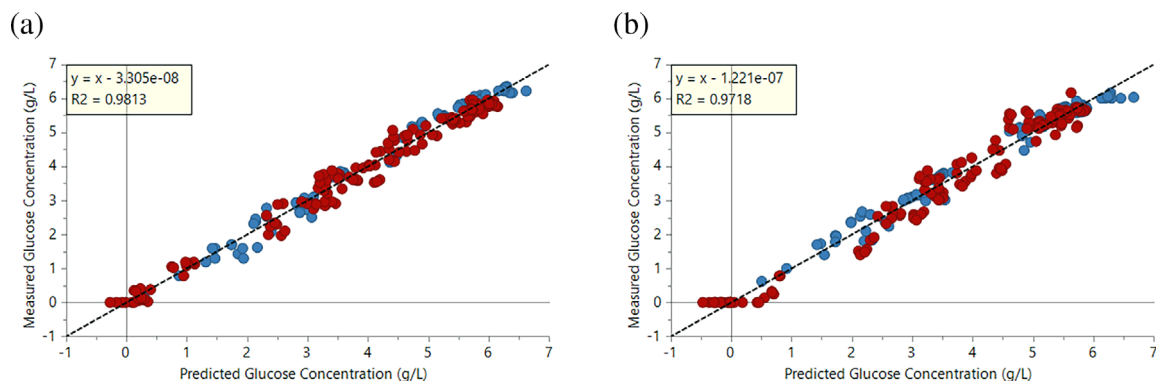 (a)
y = x - 3.305e-08
R2 = 0.9813
Measured Glucose Concentration (g/L)
7
6
5
4
3
2
1
0
-1
-1 0 1 2 3 4 5 6 7
Predicted Glucose Concentration (g/L)
(b)
y = x - 1.221e-07
R2 = 0.9718
Measured Glucose Concentration (g/L)
7
6
5
4
3
2
1
0
-1
-1 0 1 2 3 4 5 6 7
Predicted Glucose Concentration (g/L)